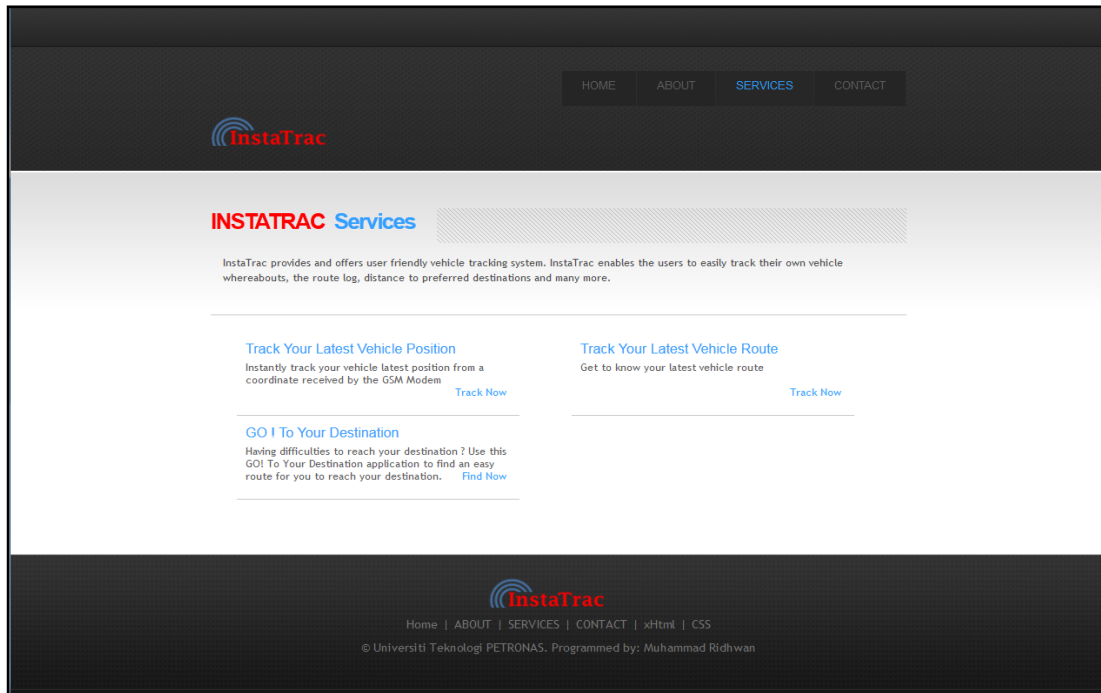 HOME ABOUT SERVICES CONTACT
InstaTrac
INSTATRAC Services
InstaTrac provides and offers user friendly vehicle tracking system. InstaTrac enables the users to easily track their own vehicle
whereabouts, the route log, distance to preferred destinations and many more.
Track Your Latest Vehicle Position
Instantly track your vehicle latest position from a
coordinate received by the GSM Modem
Track Now
Track Your Latest Vehicle Route
Get to know your latest vehicle route
Track Now
GO ! To Your Destination
Having difficulties to reach your destination ? Use this
GO! To Your Destination application to find an easy
route for you to reach your destination. Find Now
InstaTrac
Home | ABOUT | SERVICES | CONTACT | xHtml | CSS
© Universiti Teknologi PETRONAS. Programmed by: Muhammad Ridhwan